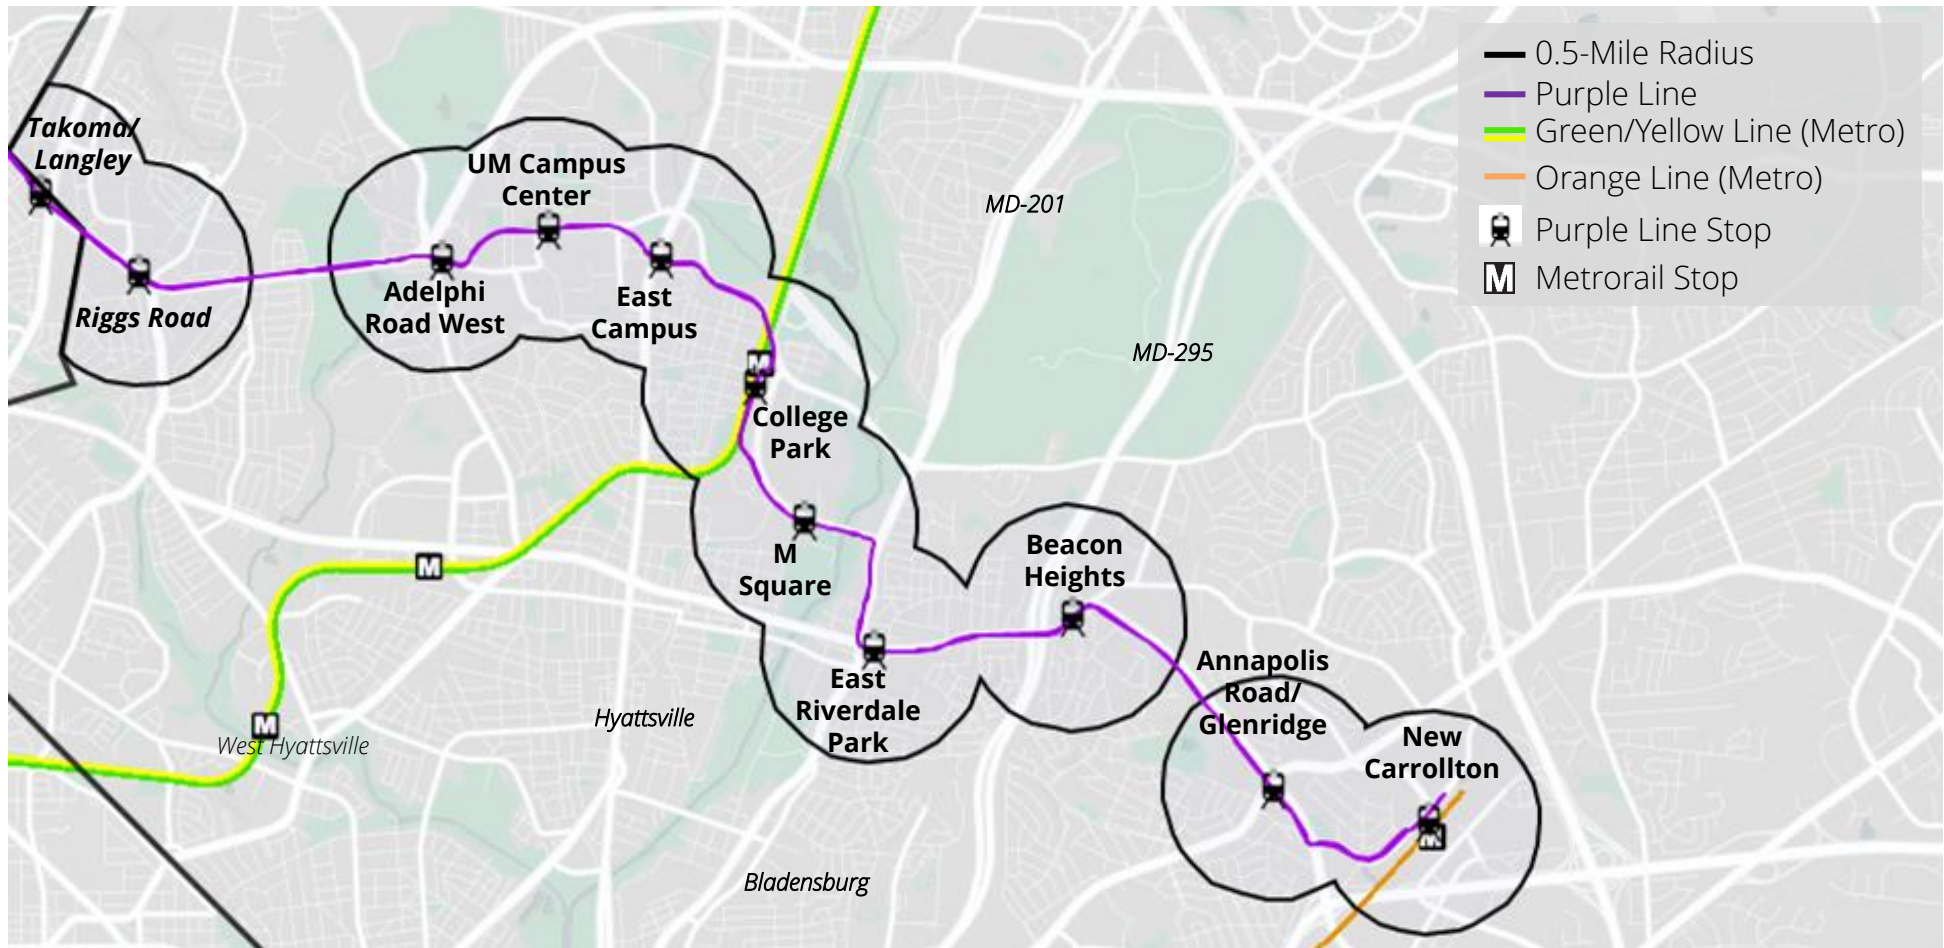 0.5-Mile Radius
Purple Line
Green/Yellow Line (Metro)
Orange Line (Metro)
Purple Line Stop
M Metrorail Stop
Takoma/
Langley
Riggs Road
UM Campus
Center
Adelphi
Road West
East
Campus
MD-201
MD-295
M
College
Park
M
Square
M
Beacon
Heights
East
Riverdale
Park
Annapolis
Road/
Glenridge
New
Carrollton
M
M
West Hyattsville
Hyattsville
Bladensburg